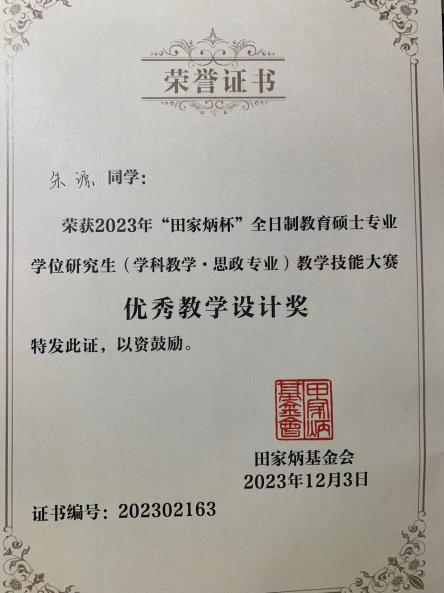 荣誉证书
朱源 同学：
荣获2023年“田家炳杯”全日制教育硕士专业
学位研究生（学科教学·思政专业）教学技能大赛
优秀教学设计奖
特发此证，以资鼓励。
田家炳基金會
田家炳基金会
2023年12月3日
证书编号：202302163